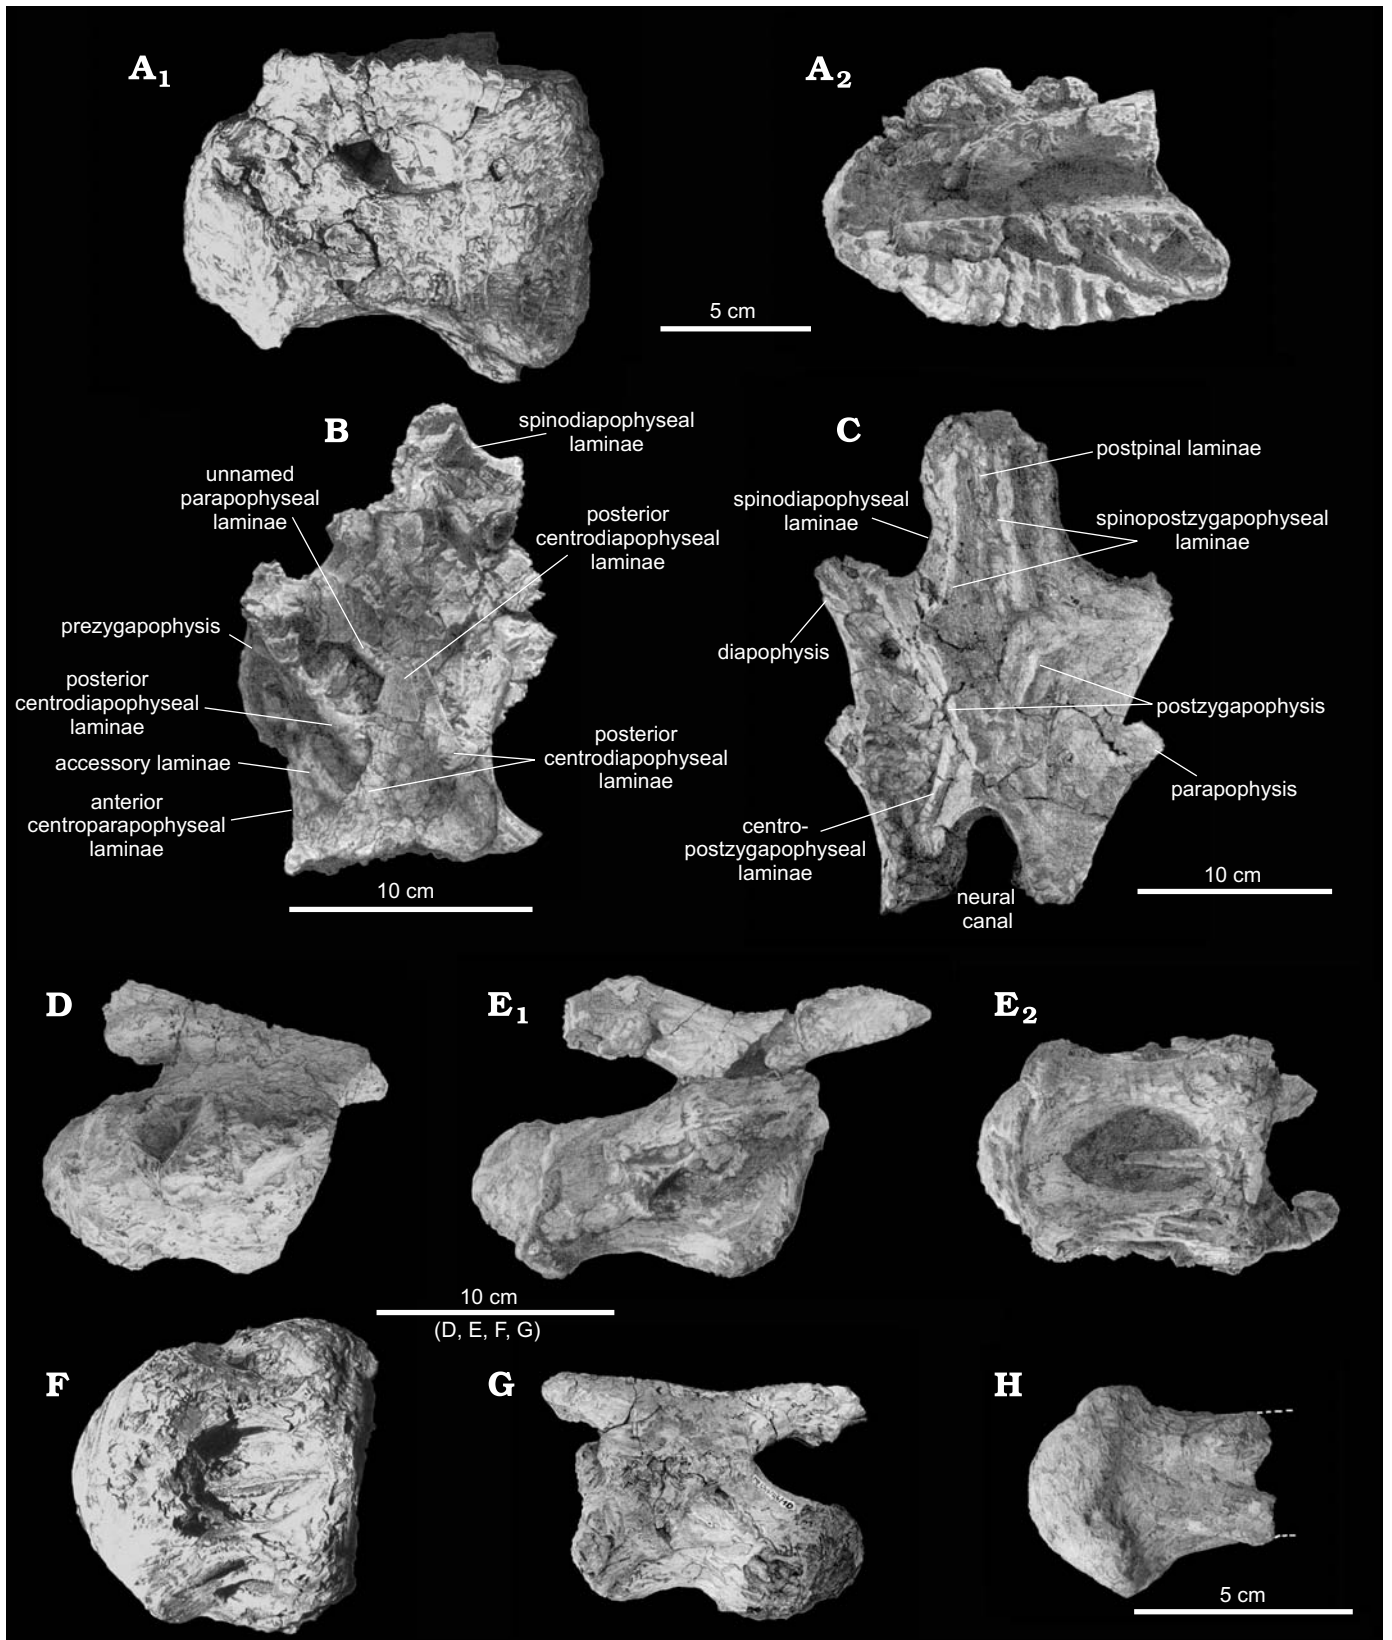 A1
A2
5 cm
B
spinodiapophyseal
laminae
unnamed
parapophyseal
laminae
posterior
centrodiapophyseal
laminae
prezygapophysis
posterior
centrodiapophyseal
laminae
accessory laminae
anterior
centroparapophyseal
laminae
posterior
centrodiapophyseal
laminae
10 cm
C
postpinal laminae
spinodiapophyseal
laminae
spinopostzygapophyseal
laminae
diapophysis
postzygapophysis
parapophysis
centro-
postzygapophyseal
laminae
neural
canal
10 cm
D
E1
E2
10 cm
(D, E, F, G)
F
G
H
5 cm